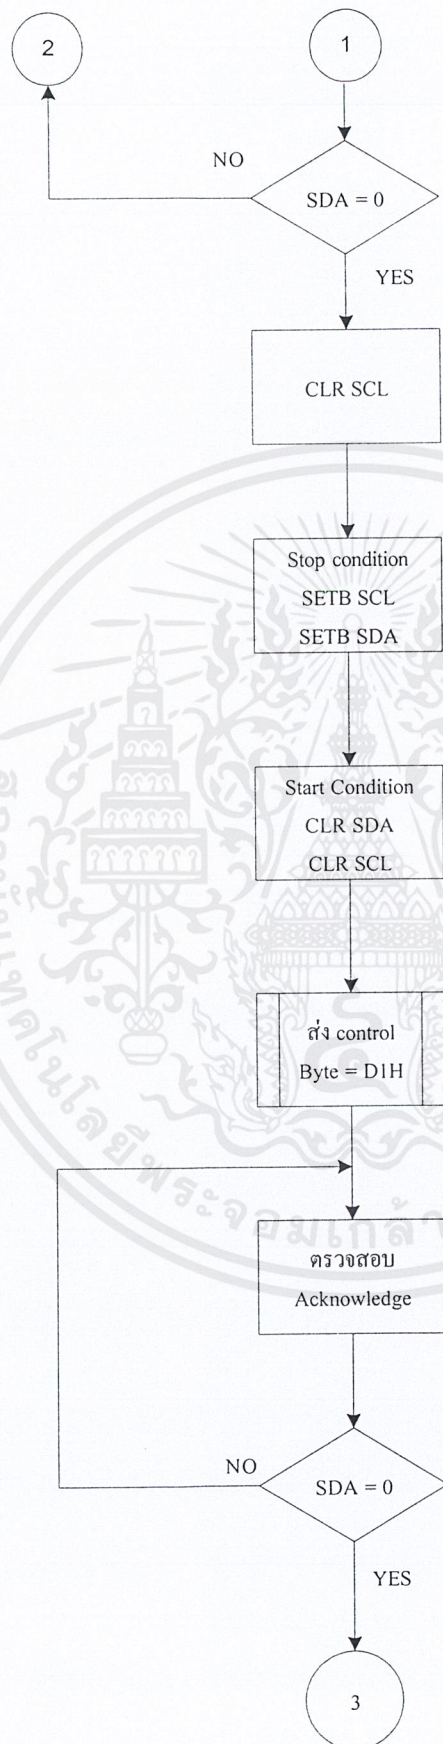 2
1
NO
SDA = 0
YES
CLR SCL
Stop condition
SETB SCL
SETB SDA
Start Condition
CLR SDA
CLR SCL
ส่ง control
Byte = D1H
ตรวจสอบ
Acknowledge
NO
SDA = 0
YES
3